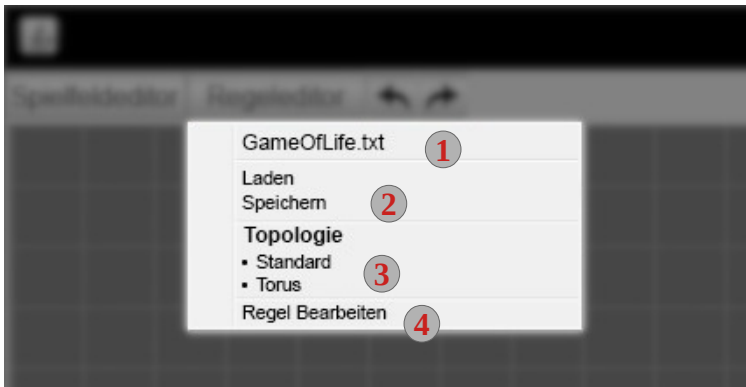 Spielfeldeditor Regeleditor
GameOfLife.txt 1
Laden
Speichern 2
Topologie
▪ Standard
▪ Torus 3
Regel Bearbeiten 4